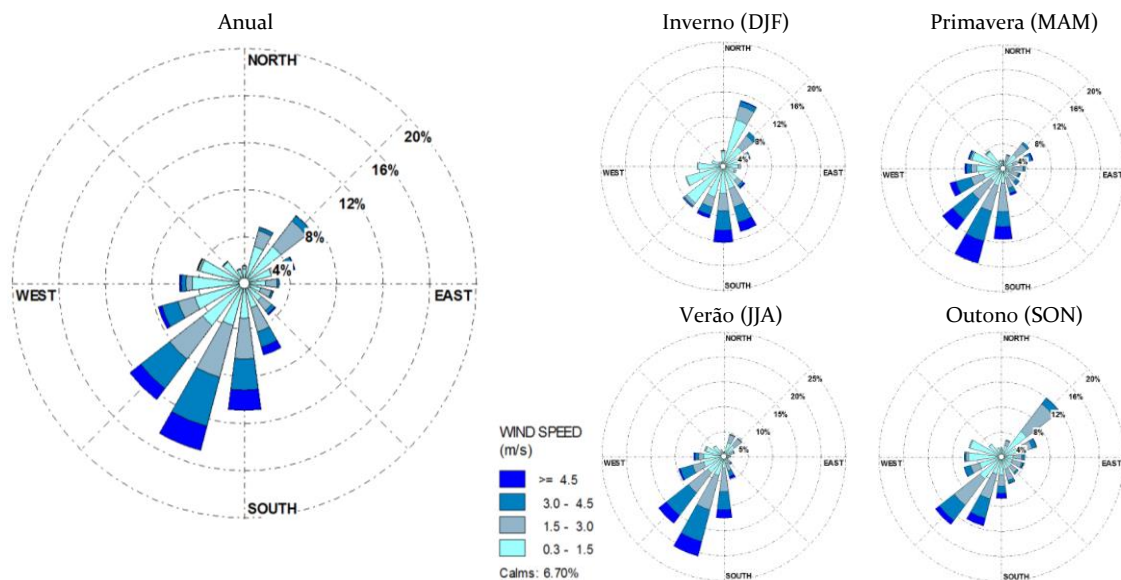 Anual
NORTH
20%
16%
12%
8%
4%
WEST
EAST
SOUTH
WIND SPEED
(m/s)
>= 4.5
3.0 - 4.5
1.5 - 3.0
0.3 - 1.5
Calms: 6.70%
Inverno (DJF)
NORTH
20%
16%
12%
8%
4%
WEST
EAST
SOUTH
Primavera (MAM)
NORTH
20%
16%
12%
8%
4%
WEST
EAST
SOUTH
Verão (JJA)
NORTH
25%
20%
15%
10%
5%
WEST
EAST
SOUTH
Outono (SON)
NORTH
20%
16%
12%
8%
4%
WEST
EAST
SOUTH